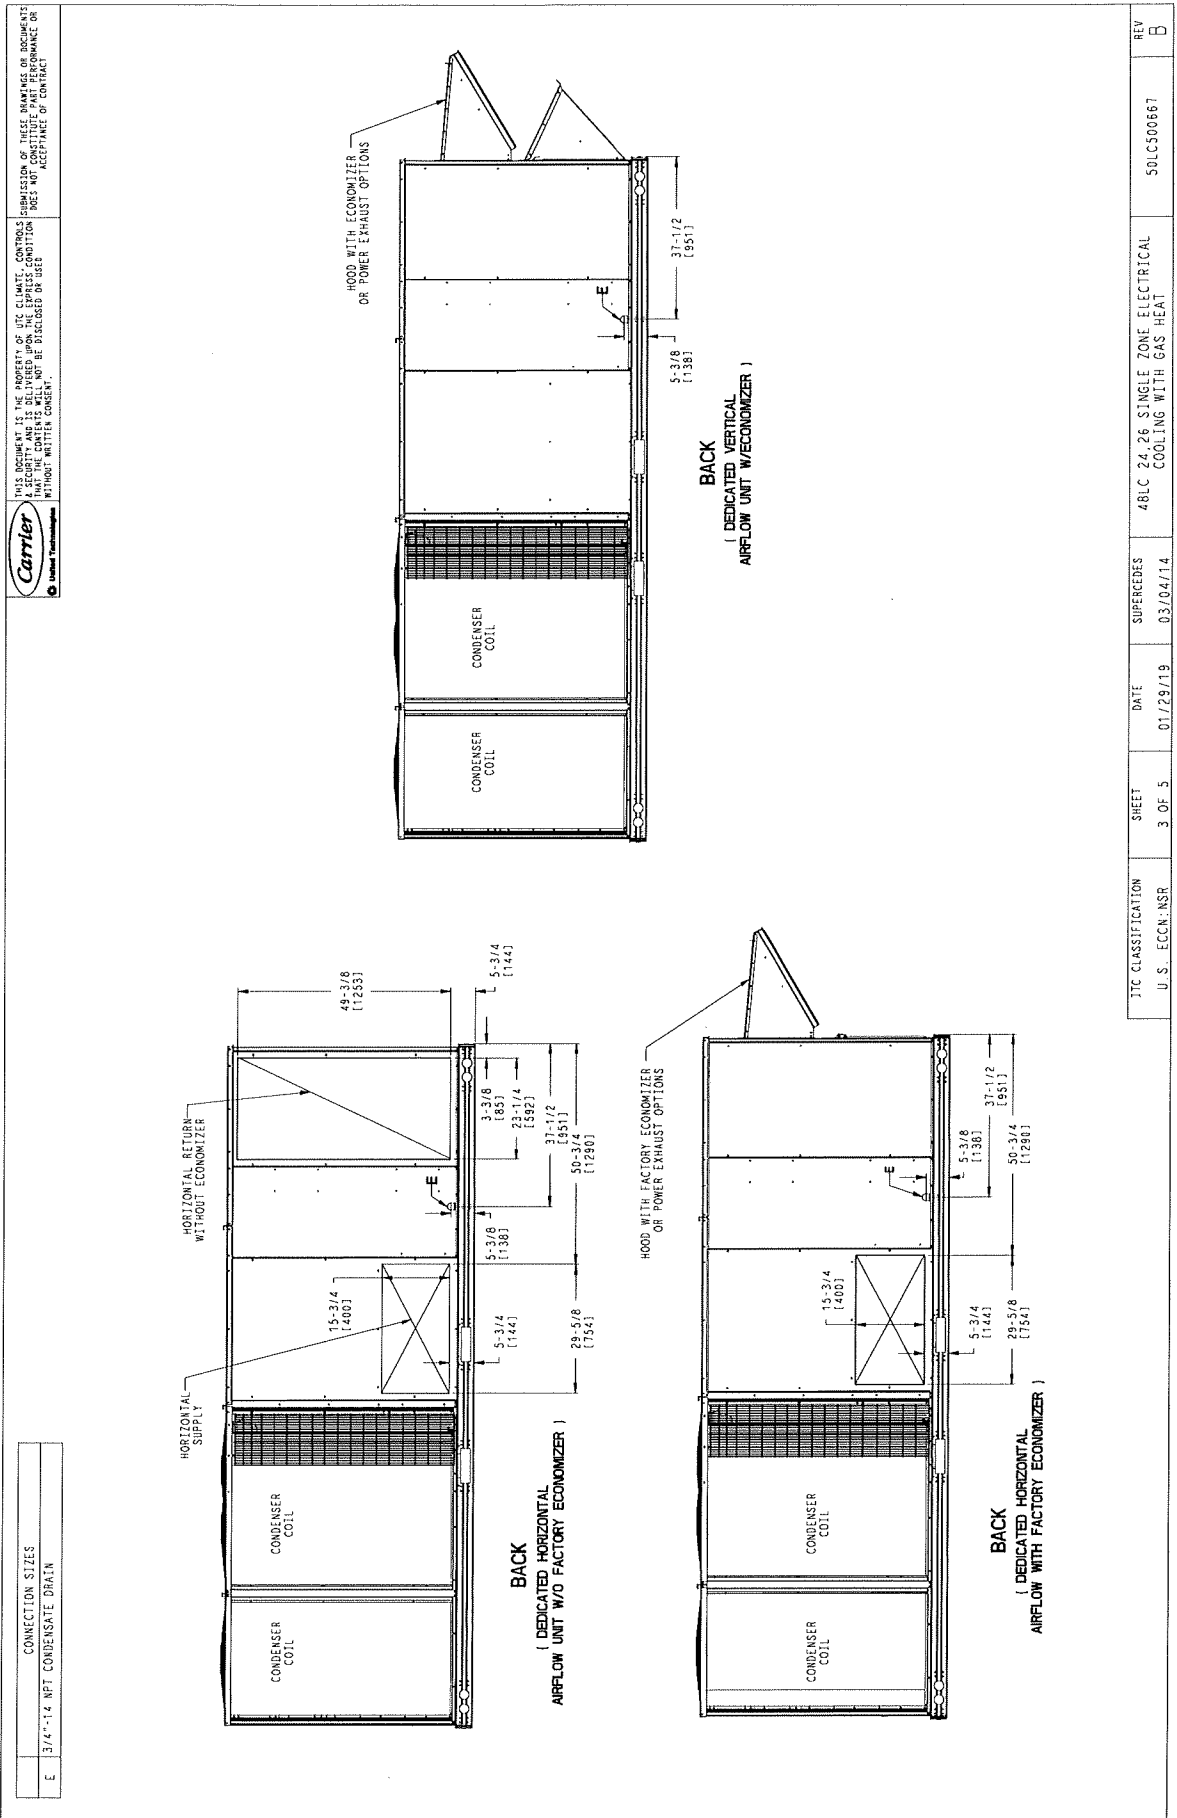 CONNECTION SIZES
E 3/4"-14 NPT CONDENSATE DRAIN
Carrier
United Technologies
THIS DOCUMENT IS THE PROPERTY OF UTC CLIMATE, CONTROLS
& SECURITY AND IS DELIVERED UPON THE EXPRESS CONDITION
THAT THE CONTENTS WILL NOT BE DISCLOSED OR USED
WITHOUT WRITTEN CONSENT.
SUBMISSION OF THESE DRAWINGS OR DOCUMENTS
DOES NOT CONSTITUTE PART PERFORMANCE OR
ACCEPTANCE OF CONTRACT
HORIZONTAL
SUPPLY
HORIZONTAL RETURN
WITHOUT ECONOMIZER
CONDENSER
COIL
CONDENSER
COIL
15-3/4
[400]
E
49-3/8
[1253]
5-3/4
[144]
5-3/8
[138]
5-3/4
[144]
3-3/8
[85]
23-1/4
[592]
37-1/2
[951]
50-3/4
[1290]
29-5/8
[754]
BACK
( DEDICATED HORIZONTAL
AIRFLOW UNIT W/O FACTORY ECONOMIZER )
HOOD WITH ECONOMIZER
OR POWER EXHAUST OPTIONS
CONDENSER
COIL
CONDENSER
COIL
E
37-1/2
[951]
5-3/8
[138]
BACK
( DEDICATED VERTICAL
AIRFLOW UNIT W/ECONOMIZER )
HOOD WITH FACTORY ECONOMIZER
OR POWER EXHAUST OPTIONS
CONDENSER
COIL
CONDENSER
COIL
15-3/4
[400]
E
5-3/8
[138]
37-1/2
[951]
5-3/4
[144]
50-3/4
[1290]
29-5/8
[754]
BACK
( DEDICATED HORIZONTAL
AIRFLOW WITH FACTORY ECONOMIZER )
ITC CLASSIFICATION
U.S. ECCN:NSR
SHEET
3 OF 5
DATE
01/29/19
SUPERCEDES
03/04/14
48LC 24,26 SINGLE ZONE ELECTRICAL
COOLING WITH GAS HEAT
50LC500667
REV
B